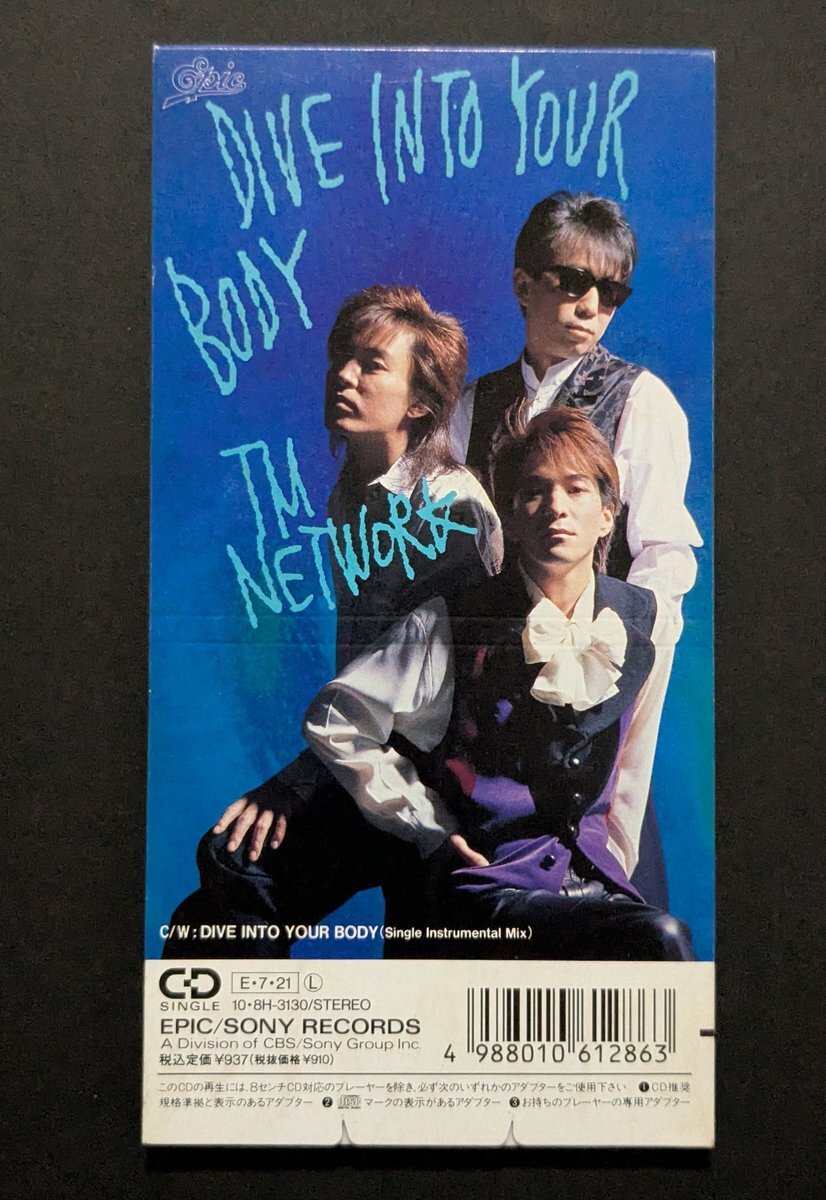 Epic
DIVE INTO YOUR
BODY
TM
NETWORK
C/W : DIVE INTO YOUR BODY (Single Instrumental Mix)
CD
SINGLE
E・7・21 Ⓛ
10・8H-3130/STEREO
EPIC/SONY RECORDS
A Division of CBS/Sony Group Inc.
税込定価¥937(税抜価格¥910)
4 988010 612863
このCDの再生には、8センチCD対応のプレーヤーを除き、必ず次のいずれかのアダプターをご使用下さい ❶CD推奨
規格準拠と表示のあるアダプター ❷ マークの表示があるアダプター ❸お持ちのプレーヤーの専用アダプター